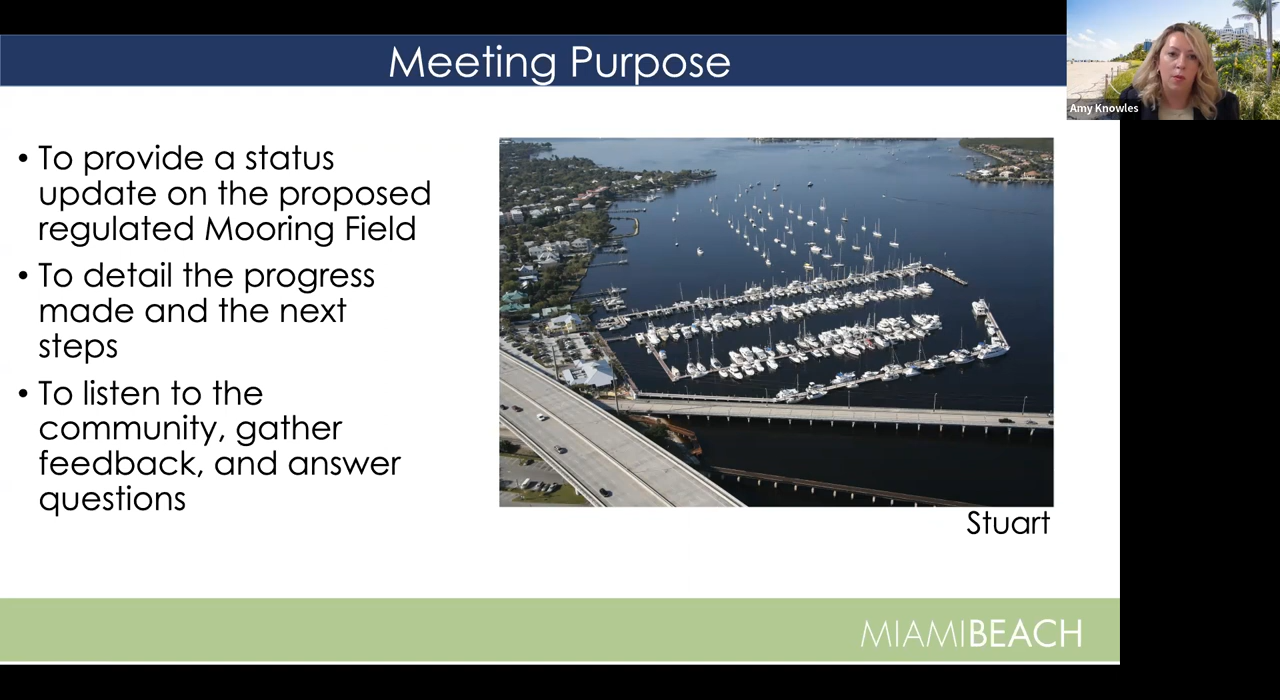 Meeting Purpose
Amy Knowles
• To provide a status
update on the proposed
regulated Mooring Field
• To detail the progress
made and the next
steps
• To listen to the
community, gather
feedback, and answer
questions
Stuart
MIAMIBEACH